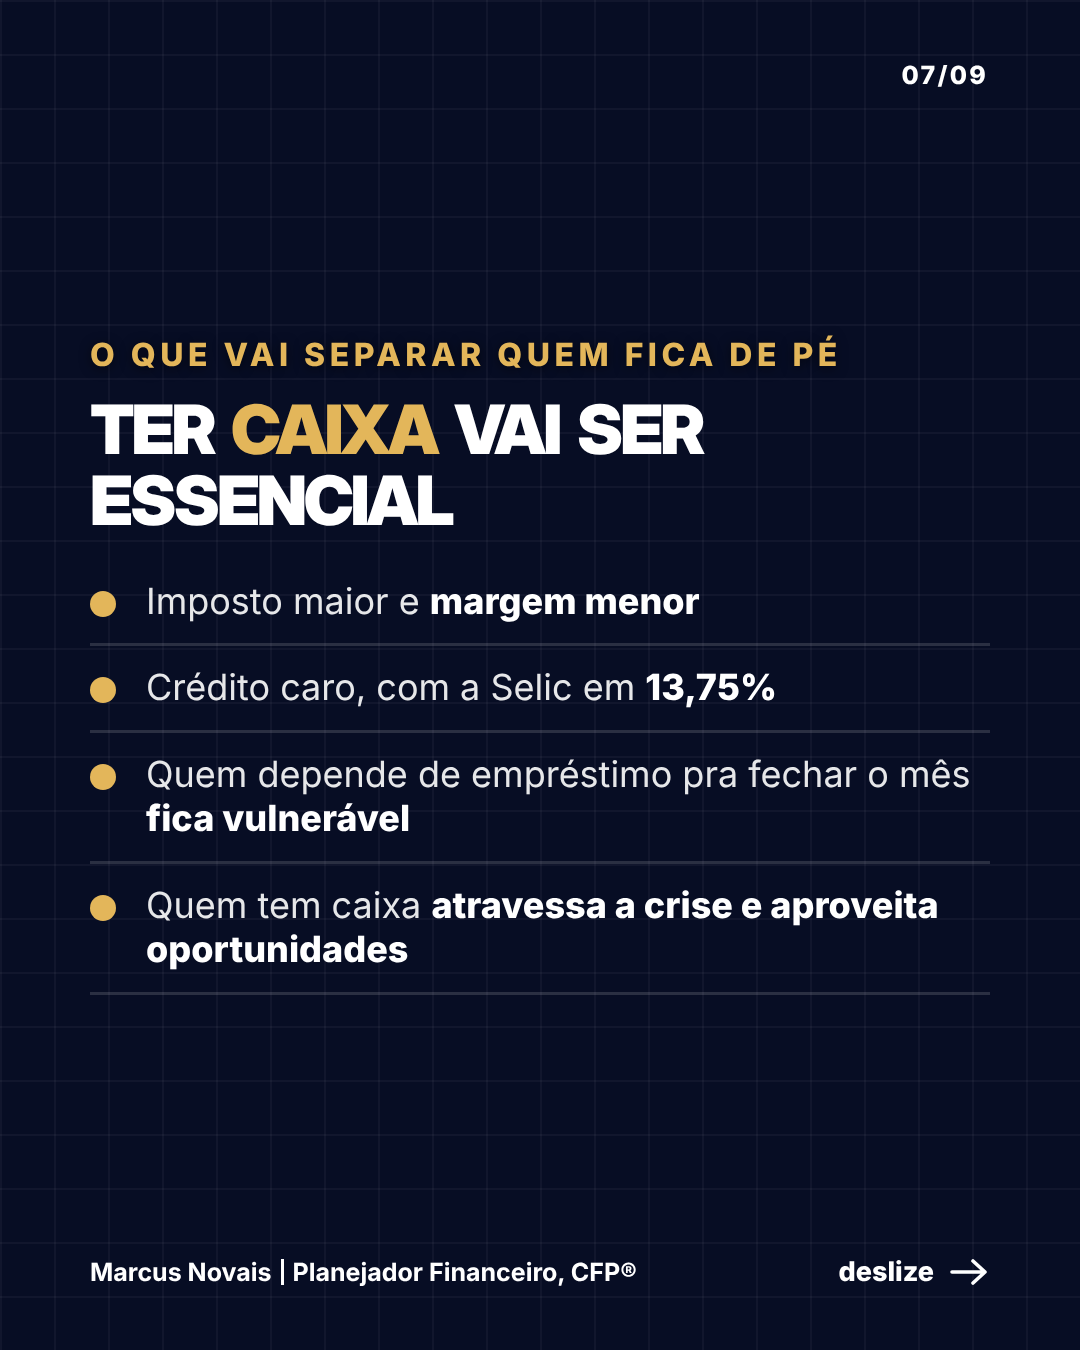 07/09
O QUE VAI SEPARAR QUEM FICA DE PÉ
TER CAIXA VAI SER
ESSENCIAL
Imposto maior e margem menor
Crédito caro, com a Selic em 13,75%
Quem depende de empréstimo pra fechar o mês
fica vulnerável
Quem tem caixa atravessa a crise e aproveita
oportunidades
Marcus Novais | Planejador Financeiro, CFP®
deslize →